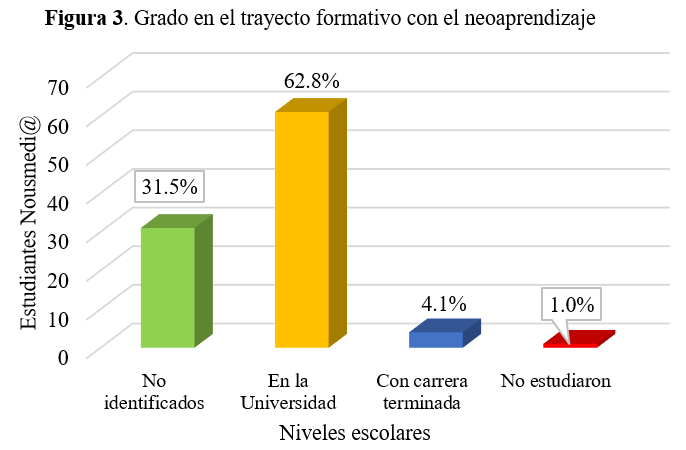 Figura 3. Grado en el trayecto formativo con el neoaprendizaje
62.8%
70
60
50
40
30
20
10
0
Estudiantes Nousmedi@
31.5%
4.1%
1.0%
No
identificados
En la
Universidad
Con carrera
terminada
No estudiaron
Niveles escolares